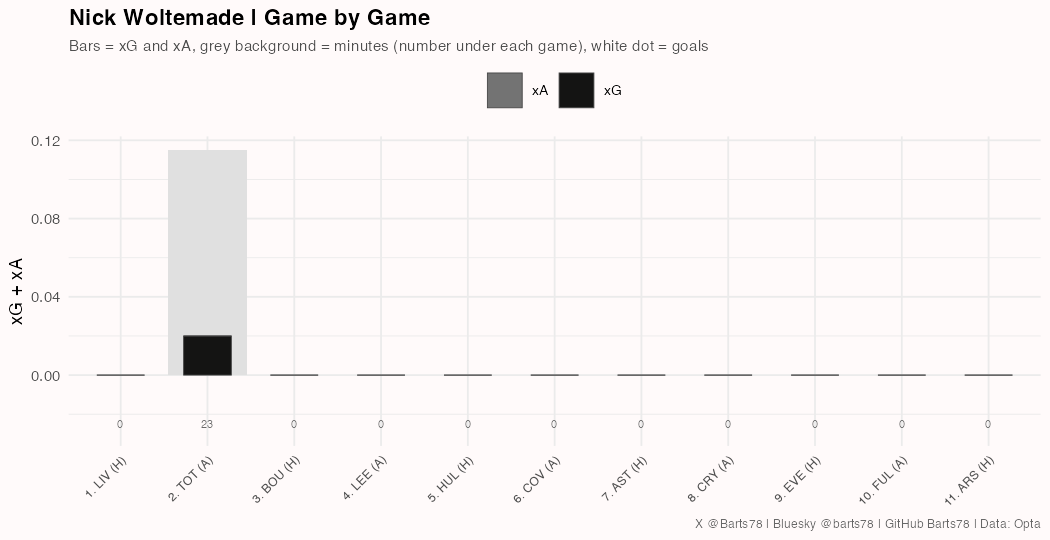 Nick Woltemade | Game by Game
Bars = xG and xA, grey background = minutes (number under each game), white dot = goals
xA xG
xG + xA
0.12
0.08
0.04
0.00
0 23 0 0 0 0 0 0 0 0 0
1. LIV (H) 2. TOT (A) 3. BOU (H) 4. LEE (A) 5. HUL (H) 6. COV (A) 7. AST (H) 8. CRY (A) 9. EVE (H) 10. FUL (A) 11. ARS (H)
X @Barts78 | Bluesky @barts78 | GitHub Barts78 | Data: Opta